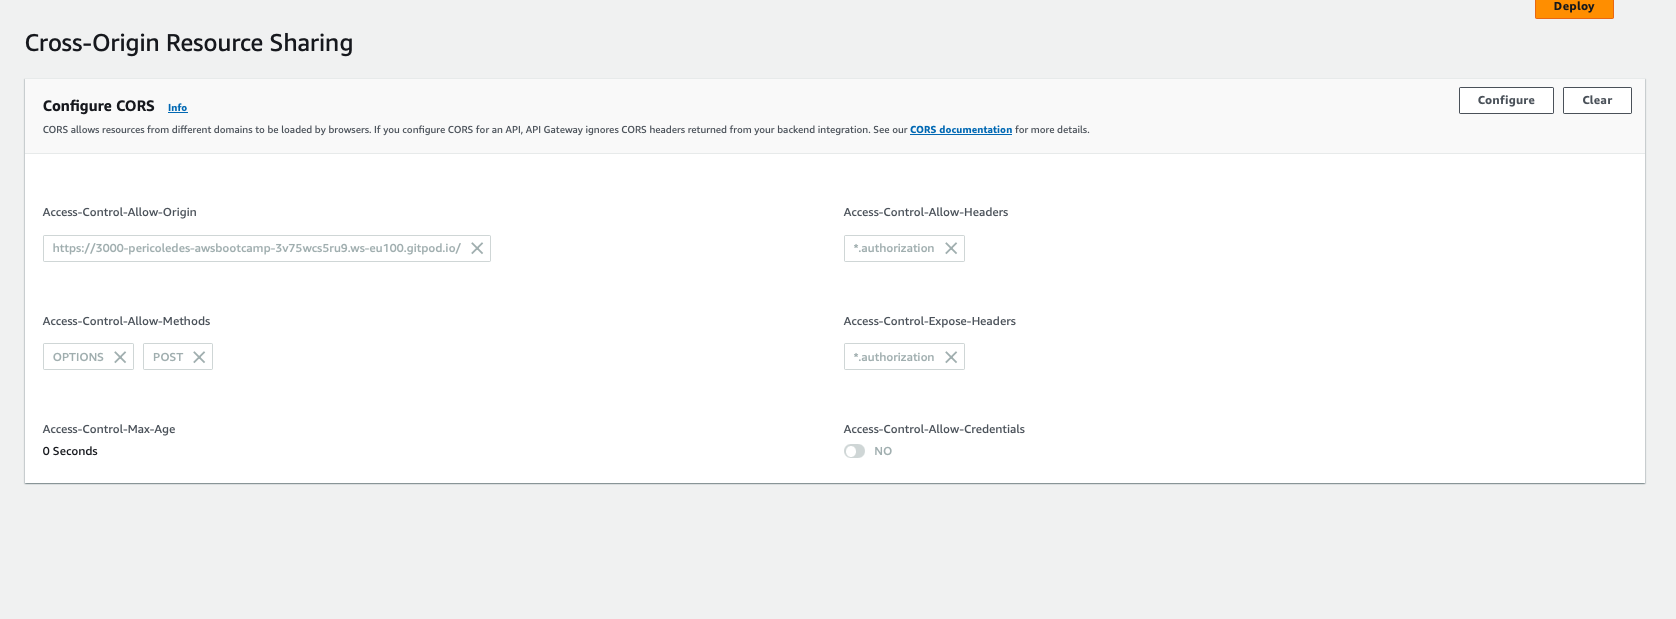 Deploy
Cross-Origin Resource Sharing
Configure CORS Info
Configure
Clear
CORS allows resources from different domains to be loaded by browsers. If you configure CORS for an API, API Gateway ignores CORS headers returned from your backend integration. See our CORS documentation for more details.
Access-Control-Allow-Origin
https://3000-pericoledes-awsbootcamp-3v75wcs5ru9.ws-eu100.gitpod.io/
Access-Control-Allow-Headers
*.authorization
Access-Control-Allow-Methods
OPTIONS POST
Access-Control-Expose-Headers
*.authorization
Access-Control-Max-Age
0 Seconds
Access-Control-Allow-Credentials
NO